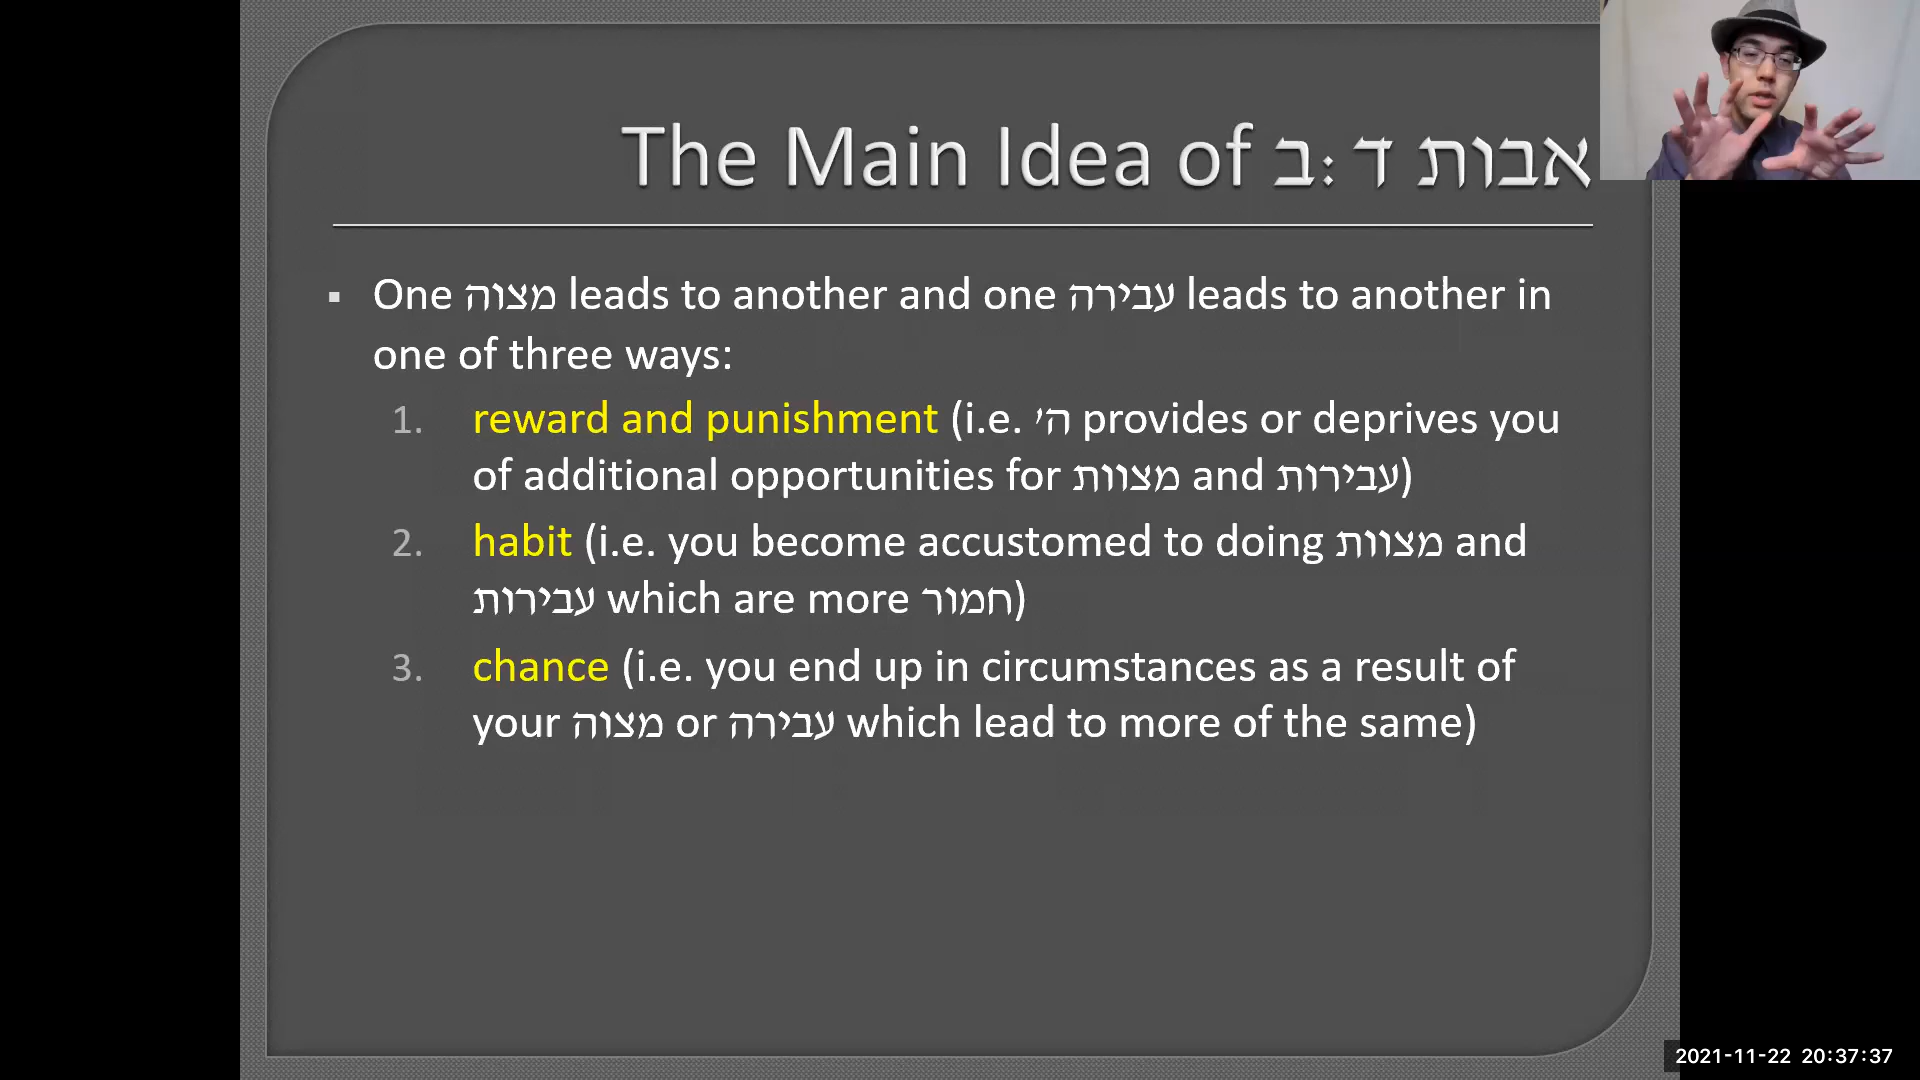 The Main Idea of אבות ד:ב
▪ One מצוה leads to another and one עבירה leads to another in
one of three ways:
1. reward and punishment (i.e. ה׳ provides or deprives you
of additional opportunities for מצוות and עבירות)
2. habit (i.e. you become accustomed to doing מצוות and
עבירות which are more חמור)
3. chance (i.e. you end up in circumstances as a result of
your מצוה or עבירה which lead to more of the same)
2021-11-22 20:37:37